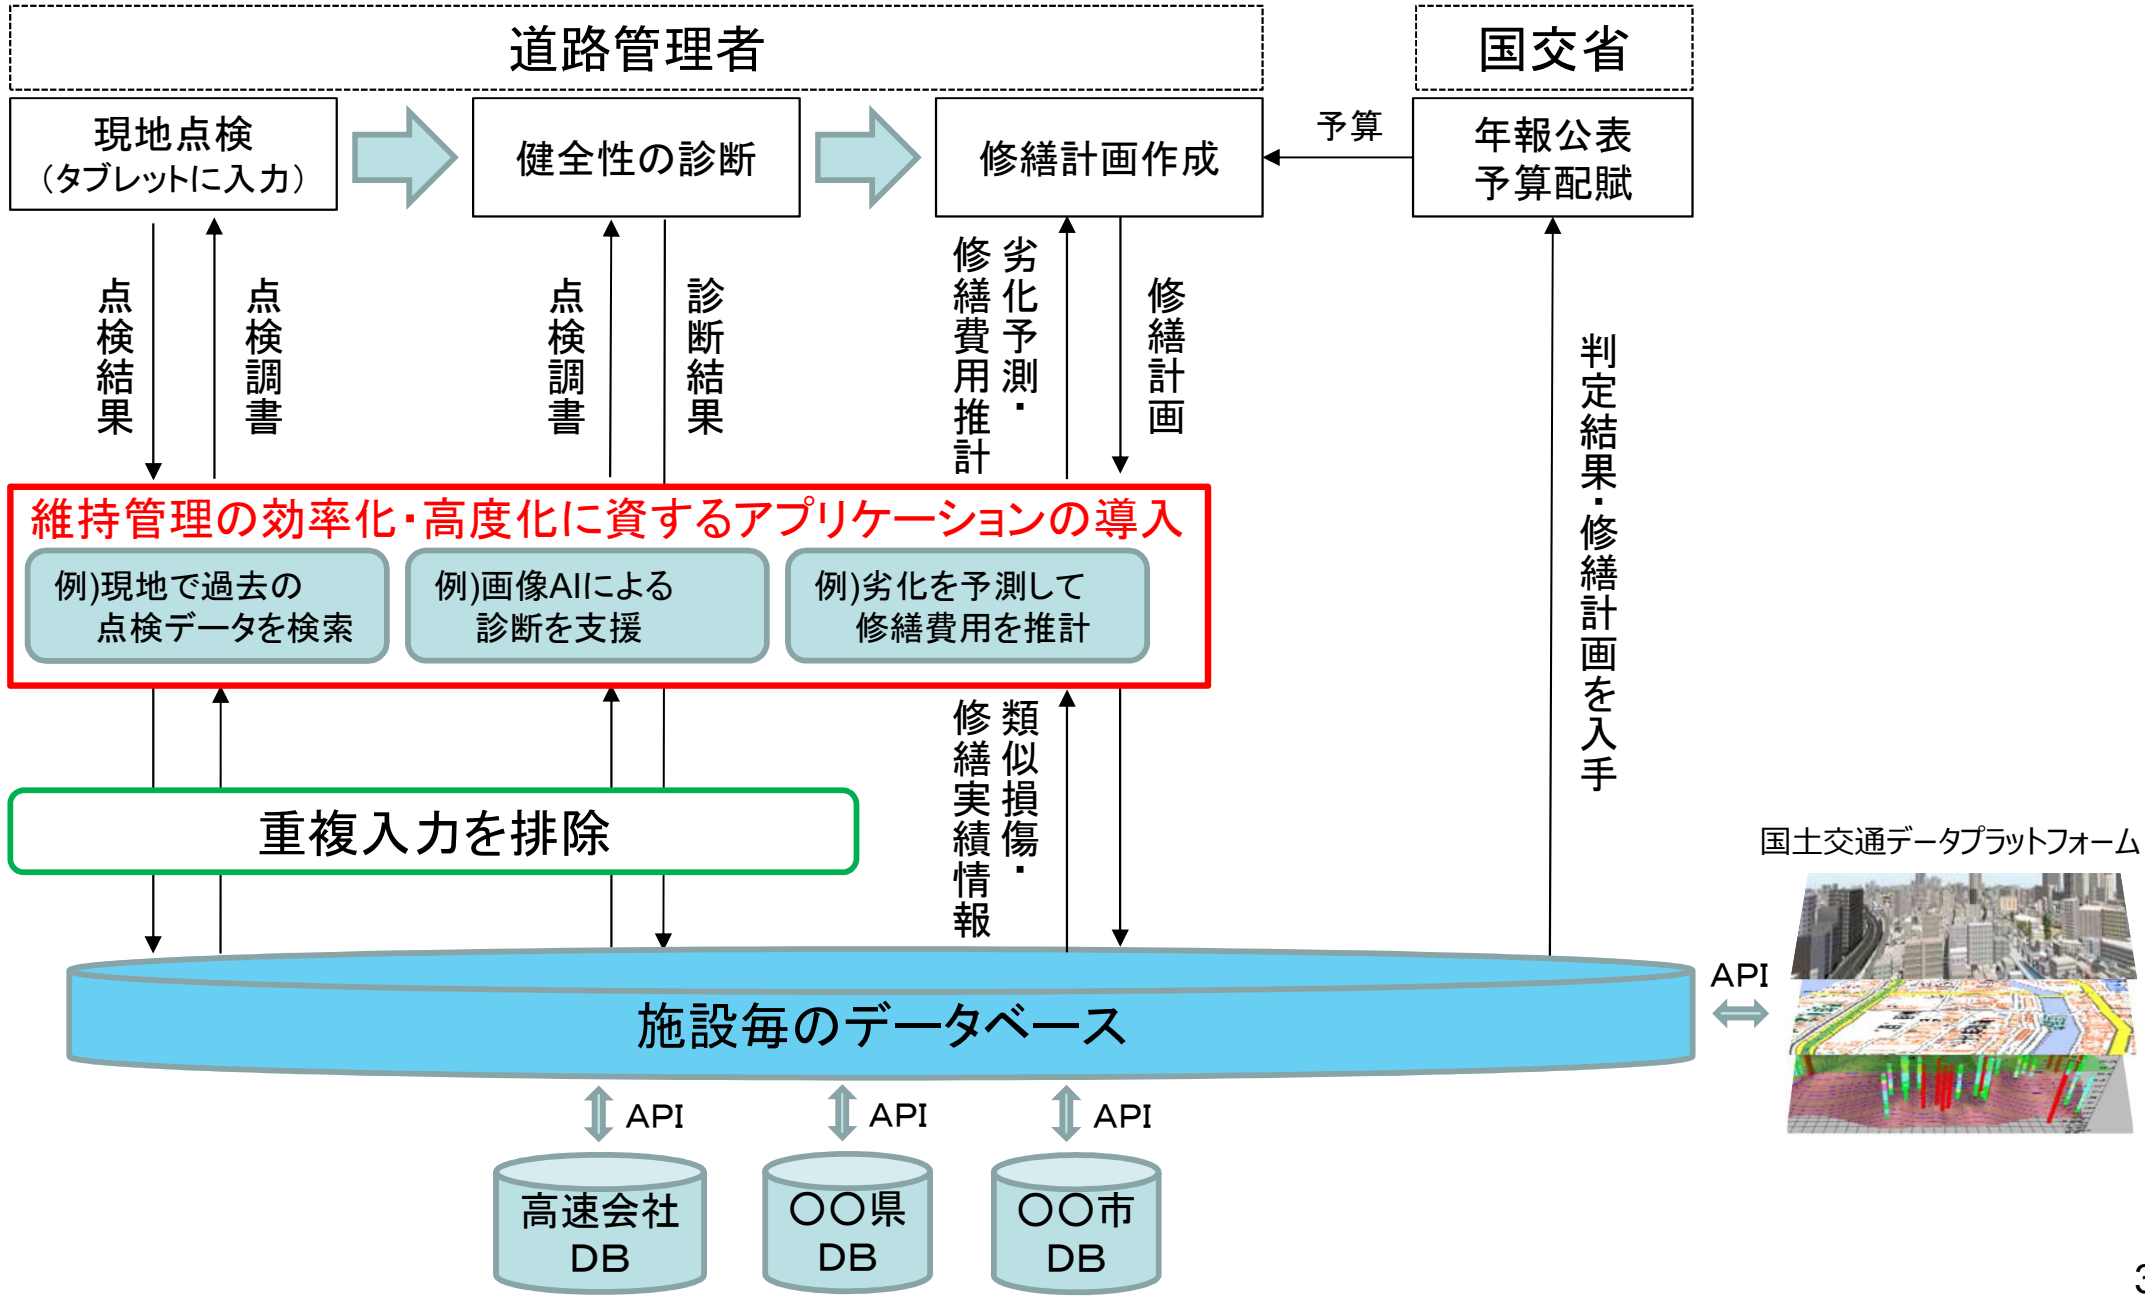 道路管理者
国交省
現地点検
（タブレットに入力）
健全性の診断
修繕計画作成
予算
年報公表
予算配賦
点検結果
点検調書
点検調書
診断結果
劣化予測・
修繕費用推計
修繕計画
判定結果・修繕計画を入手
維持管理の効率化・高度化に資するアプリケーションの導入
例)現地で過去の
点検データを検索
例)画像AIによる
診断を支援
例)劣化を予測して
修繕費用を推計
類似損傷・
修繕実績情報
重複入力を排除
国土交通データプラットフォーム
施設毎のデータベース
API
API
API
API
高速会社
DB
〇〇県
DB
〇〇市
DB
3